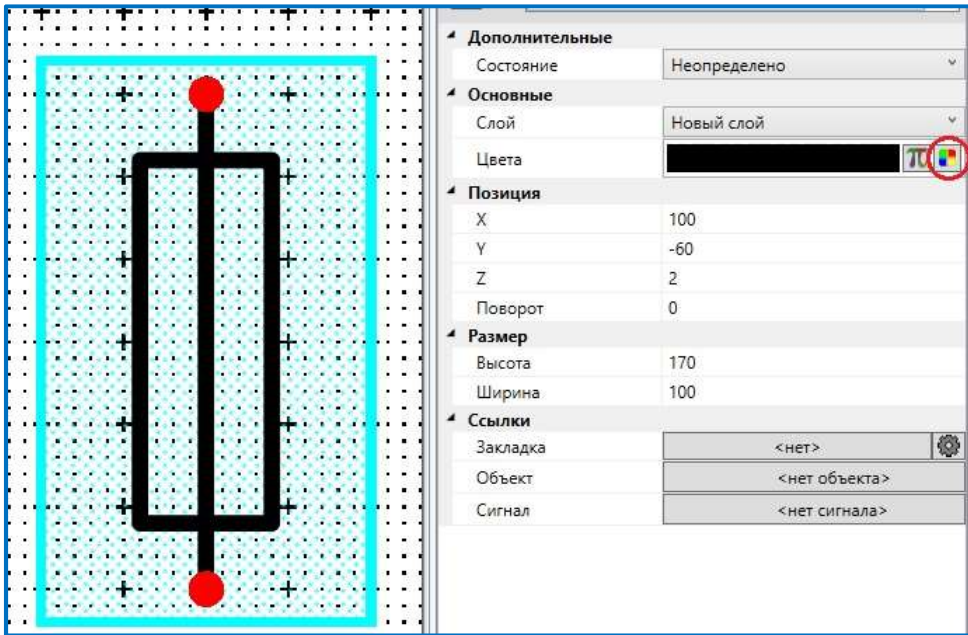 Дополнительные
Состояние Неопределено
Основные
Слой Новый слой
Цвета π
Позиция
X 100
Y -60
Z 2
Поворот 0
Размер
Высота 170
Ширина 100
Ссылки
Закладка <нет>
Объект <нет объекта>
Сигнал <нет сигнала>